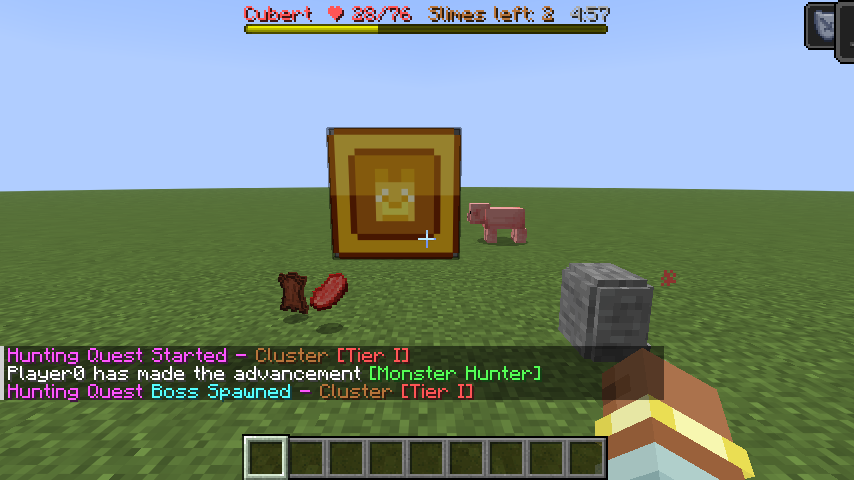 Cubert ❤ 28/76 Slimes left: 2 4:57
Hunting Quest Started - Cluster [Tier I]
Player0 has made the advancement [Monster Hunter]
Hunting Quest Boss Spawned - Cluster [Tier I]